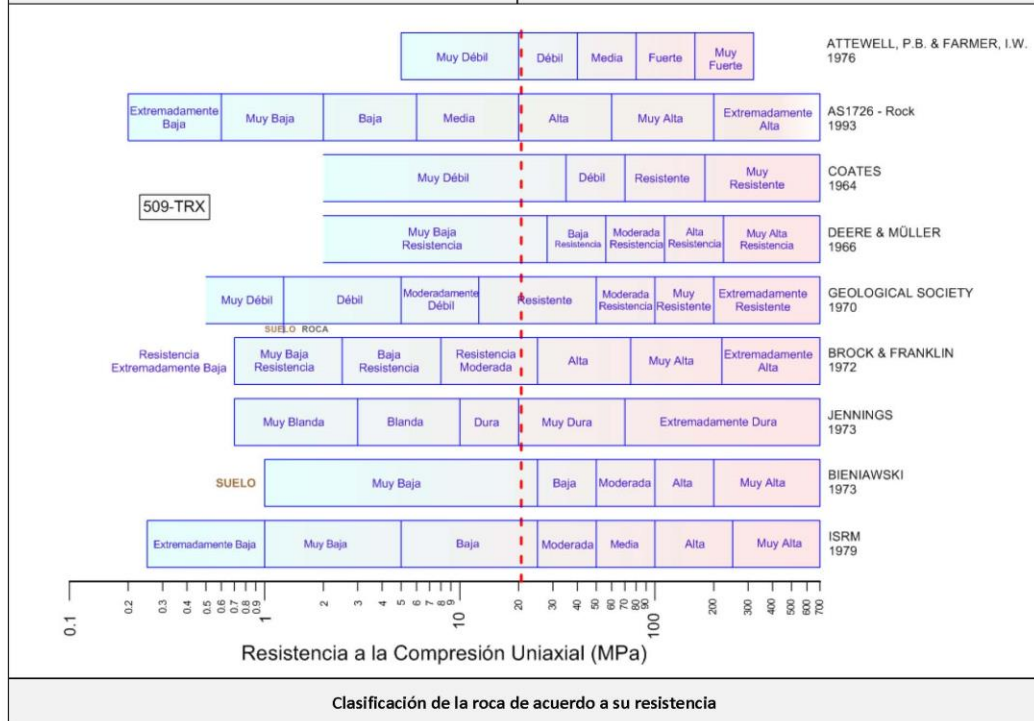 Muy Débil Débil Media Fuerte Muy Fuerte
ATTEWELL, P.B. & FARMER, I.W.
1976
Extremadamente Baja Muy Baja Baja Media Alta Muy Alta Extremadamente Alta
AS1726 - Rock
1993
Muy Débil Débil Resistente Muy Resistente
COATES
1964
509-TRX
Muy Baja Resistencia Baja Resistencia Moderada Resistencia Alta Resistencia Muy Alta Resistencia
DEERE & MÜLLER
1966
Muy Débil Débil Moderadamente Débil Resistente Moderada Resistencia Muy Resistente Extremadamente Resistente
GEOLOGICAL SOCIETY
1970
SUELO ROCA
Resistencia Extremadamente Baja Muy Baja Resistencia Baja Resistencia Resistencia Moderada Alta Muy Alta Extremadamente Alta
BROCK & FRANKLIN
1972
Muy Blanda Blanda Dura Muy Dura Extremadamente Dura
JENNINGS
1973
SUELO Muy Baja Baja Moderada Alta Muy Alta
BIENIAWSKI
1973
Extremadamente Baja Muy Baja Baja Moderada Media Alta Muy Alta
ISRM
1979
0.1 0.2 0.3 0.4 0.5 0.6 0.7 0.8 0.9 1 2 3 4 5 6 7 8 9 10 20 30 40 50 60 70 80 90 100 200 300 400 500 600 700
Resistencia a la Compresión Uniaxial (MPa)
Clasificación de la roca de acuerdo a su resistencia